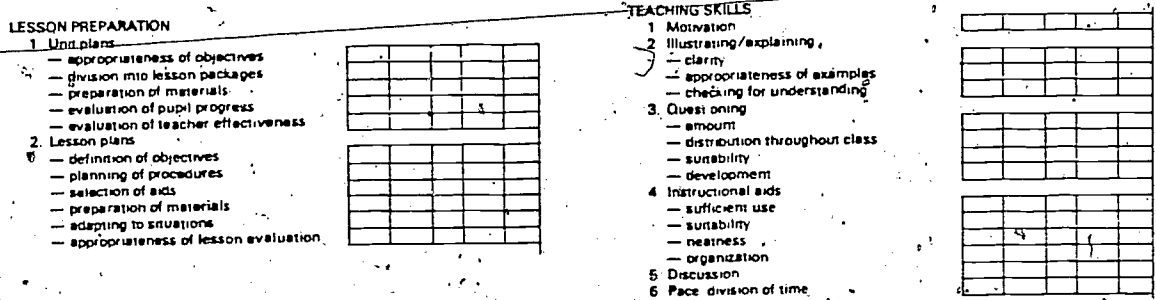 LESSON PREPARATION
1 Unit plans
— appropriateness of objectives
— division into lesson packages
— preparation of materials
— evaluation of pupil progress
— evaluation of teacher effectiveness
2. Lesson plans
— definition of objectives
— planning of procedures
— selection of aids
— preparation of materials
— adapting to situations
— appropriateness of lesson evaluation
TEACHING SKILLS
1 Motivation
2 Illustrating/explaining
— clarity
— appropriateness of examples
— checking for understanding
3. Questioning
— amount
— distribution throughout class
— suitability
— development
4 Instructional aids
— sufficient use
— suitability
— neatness
— organization
5 Discussion
6 Pace division of time